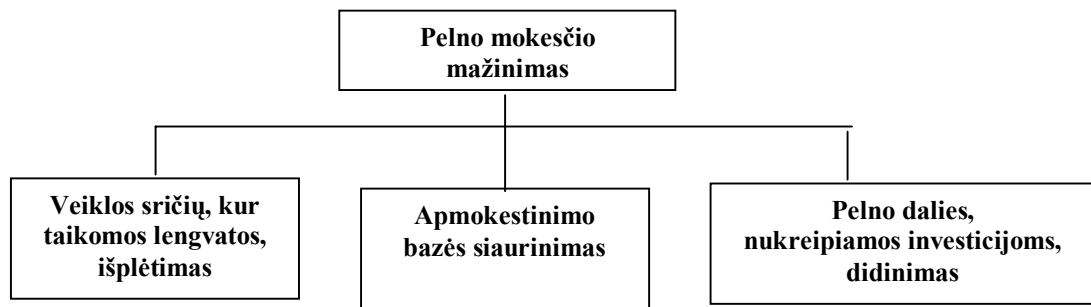 Pelno mokesčio
mažinimas
Veiklos sričių, kur
taikomos lengvatos,
išplėtimas
Apmokestinimo
bazės siaurinimas
Pelno dalies,
nukreipiamos investicijoms,
didinimas